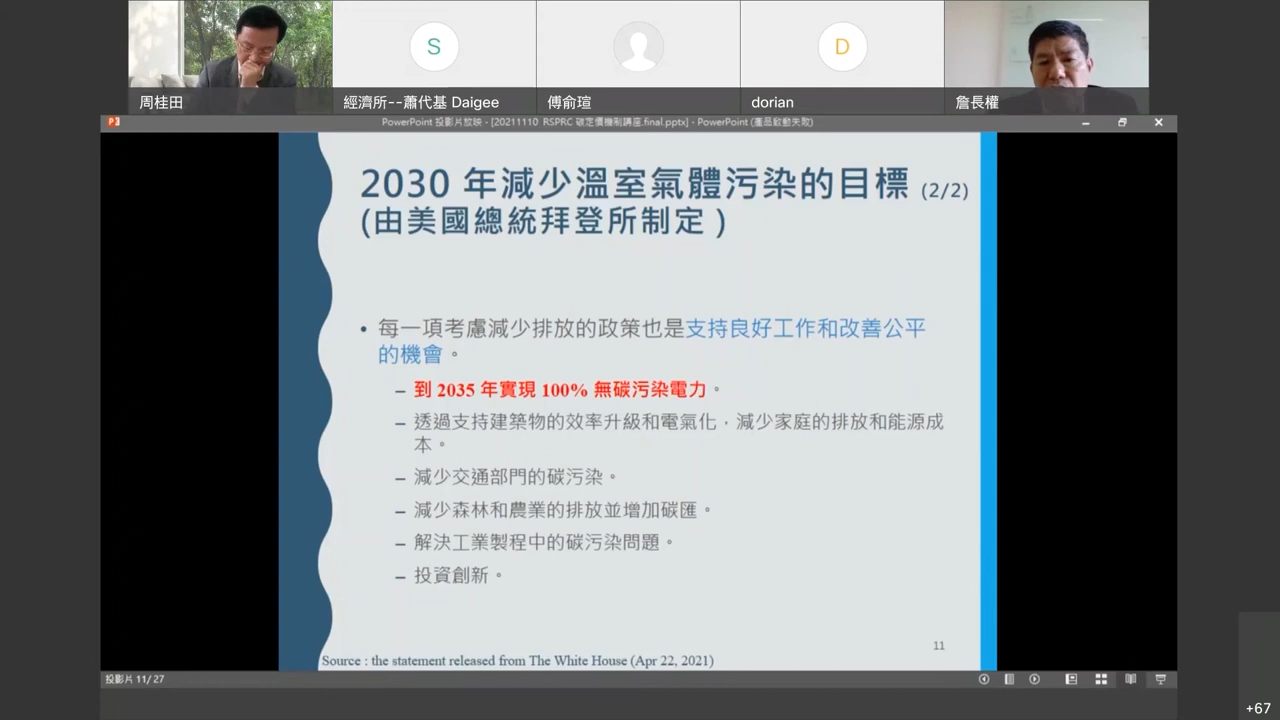 S
D
周桂田
經濟所--蕭代基 Daigee
傅俞瑄
dorian
詹長權
PowerPoint 投影片放映 - [20211110 RSPRC 碳定價機制講座.final.pptx] - PowerPoint (產品啟動失敗)
2030 年減少溫室氣體污染的目標 (2/2)
(由美國總統拜登所制定 )
• 每一項考慮減少排放的政策也是支持良好工作和改善公平
的機會。
– 到 2035 年實現 100% 無碳污染電力。
– 透過支持建築物的效率升級和電氣化，減少家庭的排放和能源成
本。
– 減少交通部門的碳污染。
– 減少森林和農業的排放並增加碳匯。
– 解決工業製程中的碳污染問題。
– 投資創新。
11
Source : the statement released from The White House (Apr 22, 2021)
投影片 11/ 27
+67